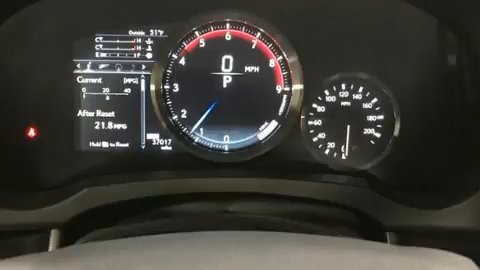 Outside 51°F
C H
C H
E
Current [MPG]
0 20 40
After Reset
21.8 MPG
Hold to Reset
0 MPH
P
0 1 2 3 4 5 6 7 8 9
37017
miles
MPH
20 40 60 80 100 120 140 160 180 200